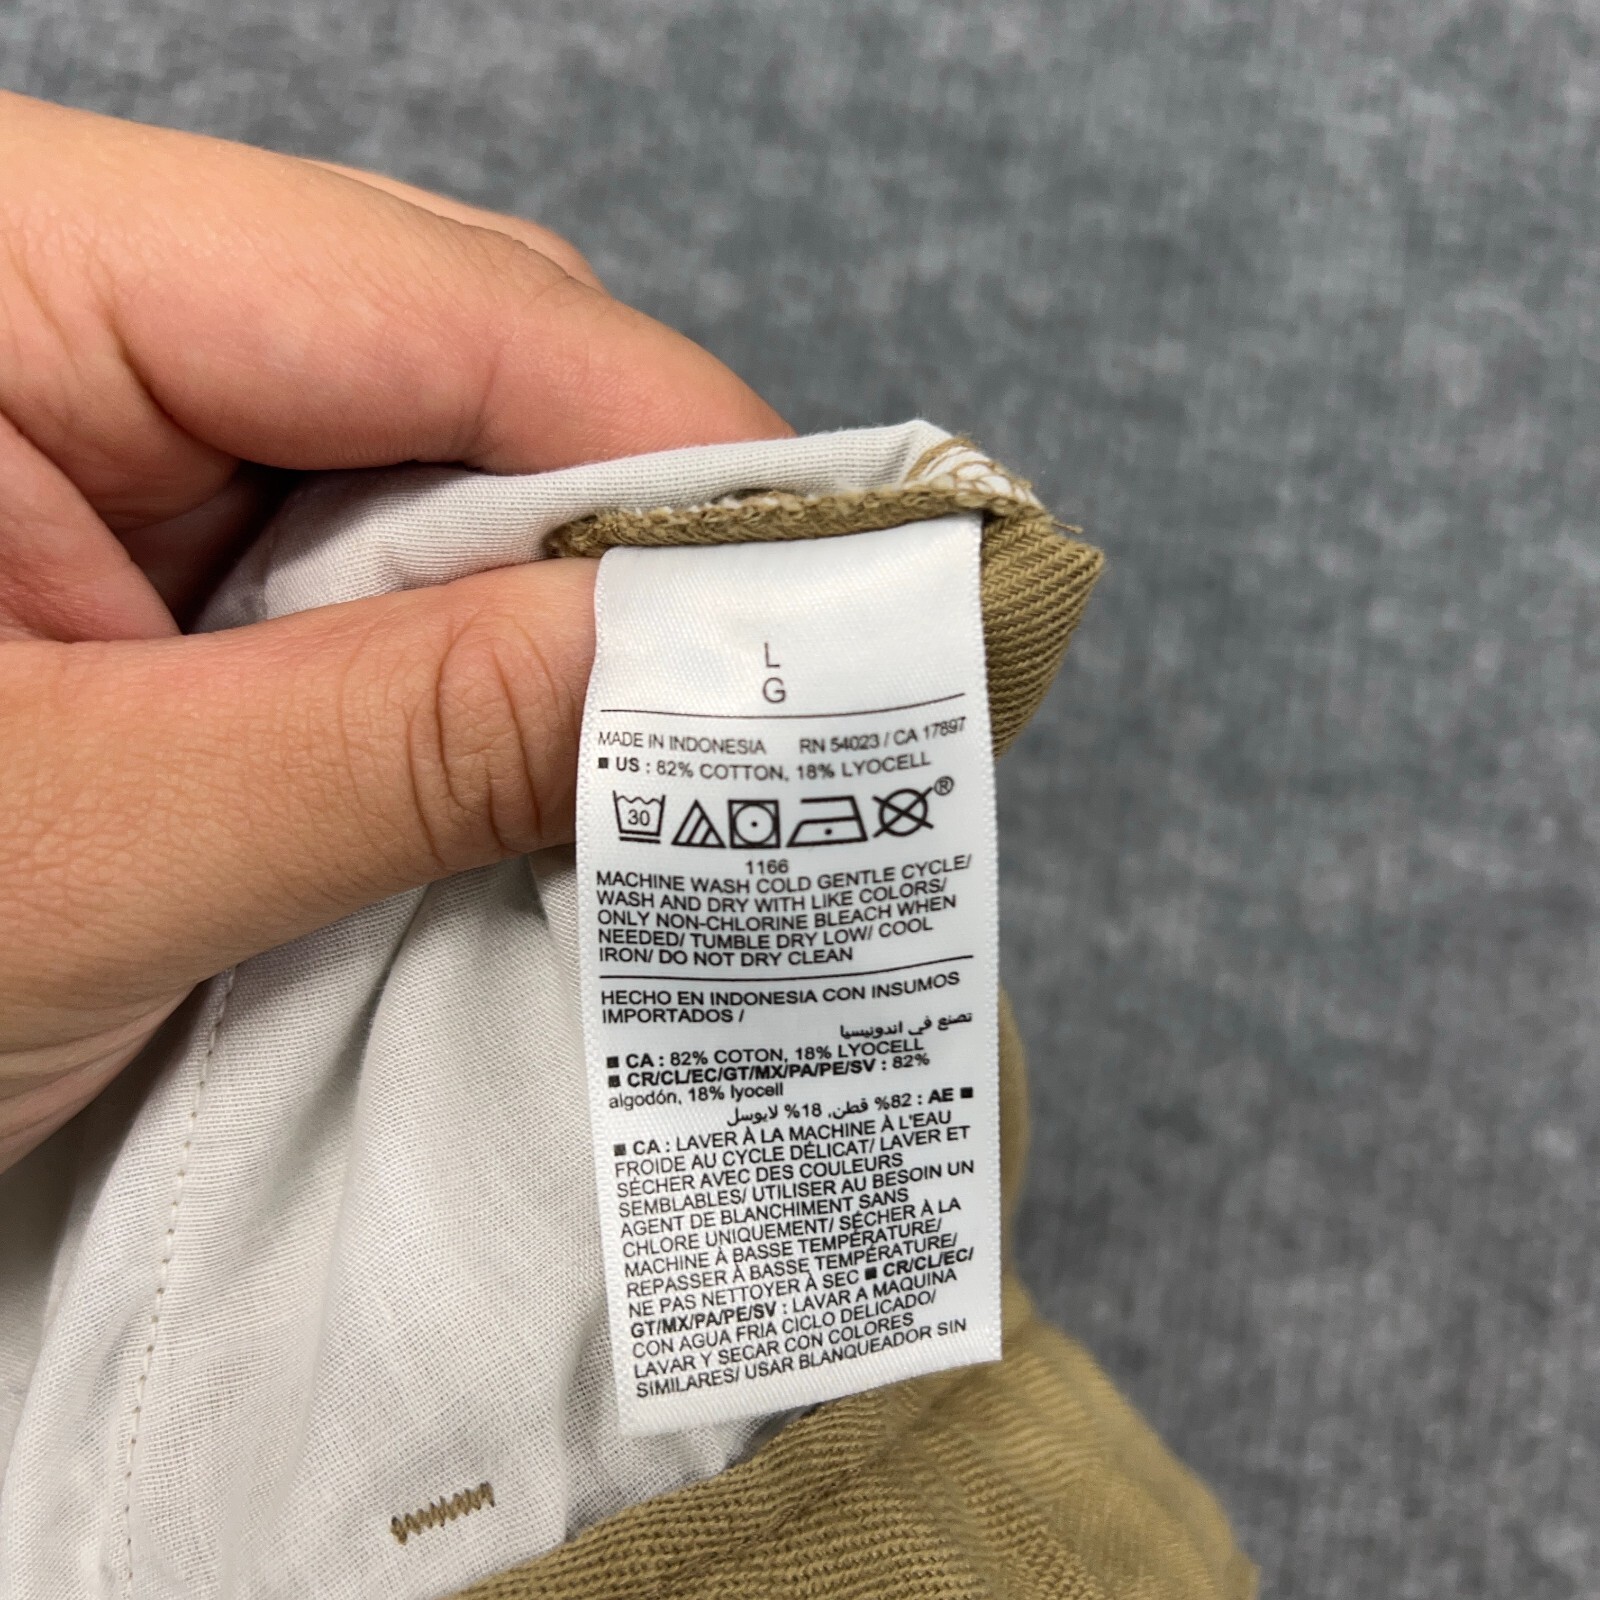 L
G
MADE IN INDONESIA RN 54023 / CA 17897
■ US : 82% COTTON, 18% LYOCELL
30
®
1166
MACHINE WASH COLD GENTLE CYCLE/
WASH AND DRY WITH LIKE COLORS/
ONLY NON-CHLORINE BLEACH WHEN
NEEDED/ TUMBLE DRY LOW/ COOL
IRON/ DO NOT DRY CLEAN
HECHO EN INDONESIA CON INSUMOS
IMPORTADOS /
تصنع في اندونيسيا
■ CA : 82% COTON, 18% LYOCELL
■ CR/CL/EC/GT/MX/PA/PE/SV : 82%
algodón, 18% lyocell
■ AE : 82% قطن, 18% لايوسل
■ CA : LAVER À LA MACHINE À L'EAU
FROIDE AU CYCLE DÉLICAT/ LAVER ET
SÉCHER AVEC DES COULEURS
SEMBLABLES/ UTILISER AU BESOIN UN
AGENT DE BLANCHIMENT SANS
CHLORE UNIQUEMENT/ SÉCHER À LA
MACHINE À BASSE TEMPÉRATURE/
REPASSER À BASSE TEMPÉRATURE/
NE PAS NETTOYER À SEC ■ CR/CL/EC/
GT/MX/PA/PE/SV : LAVAR A MAQUINA
CON AGUA FRIA CICLO DELICADO/
LAVAR Y SECAR CON COLORES
SIMILARES/ USAR BLANQUEADOR SIN